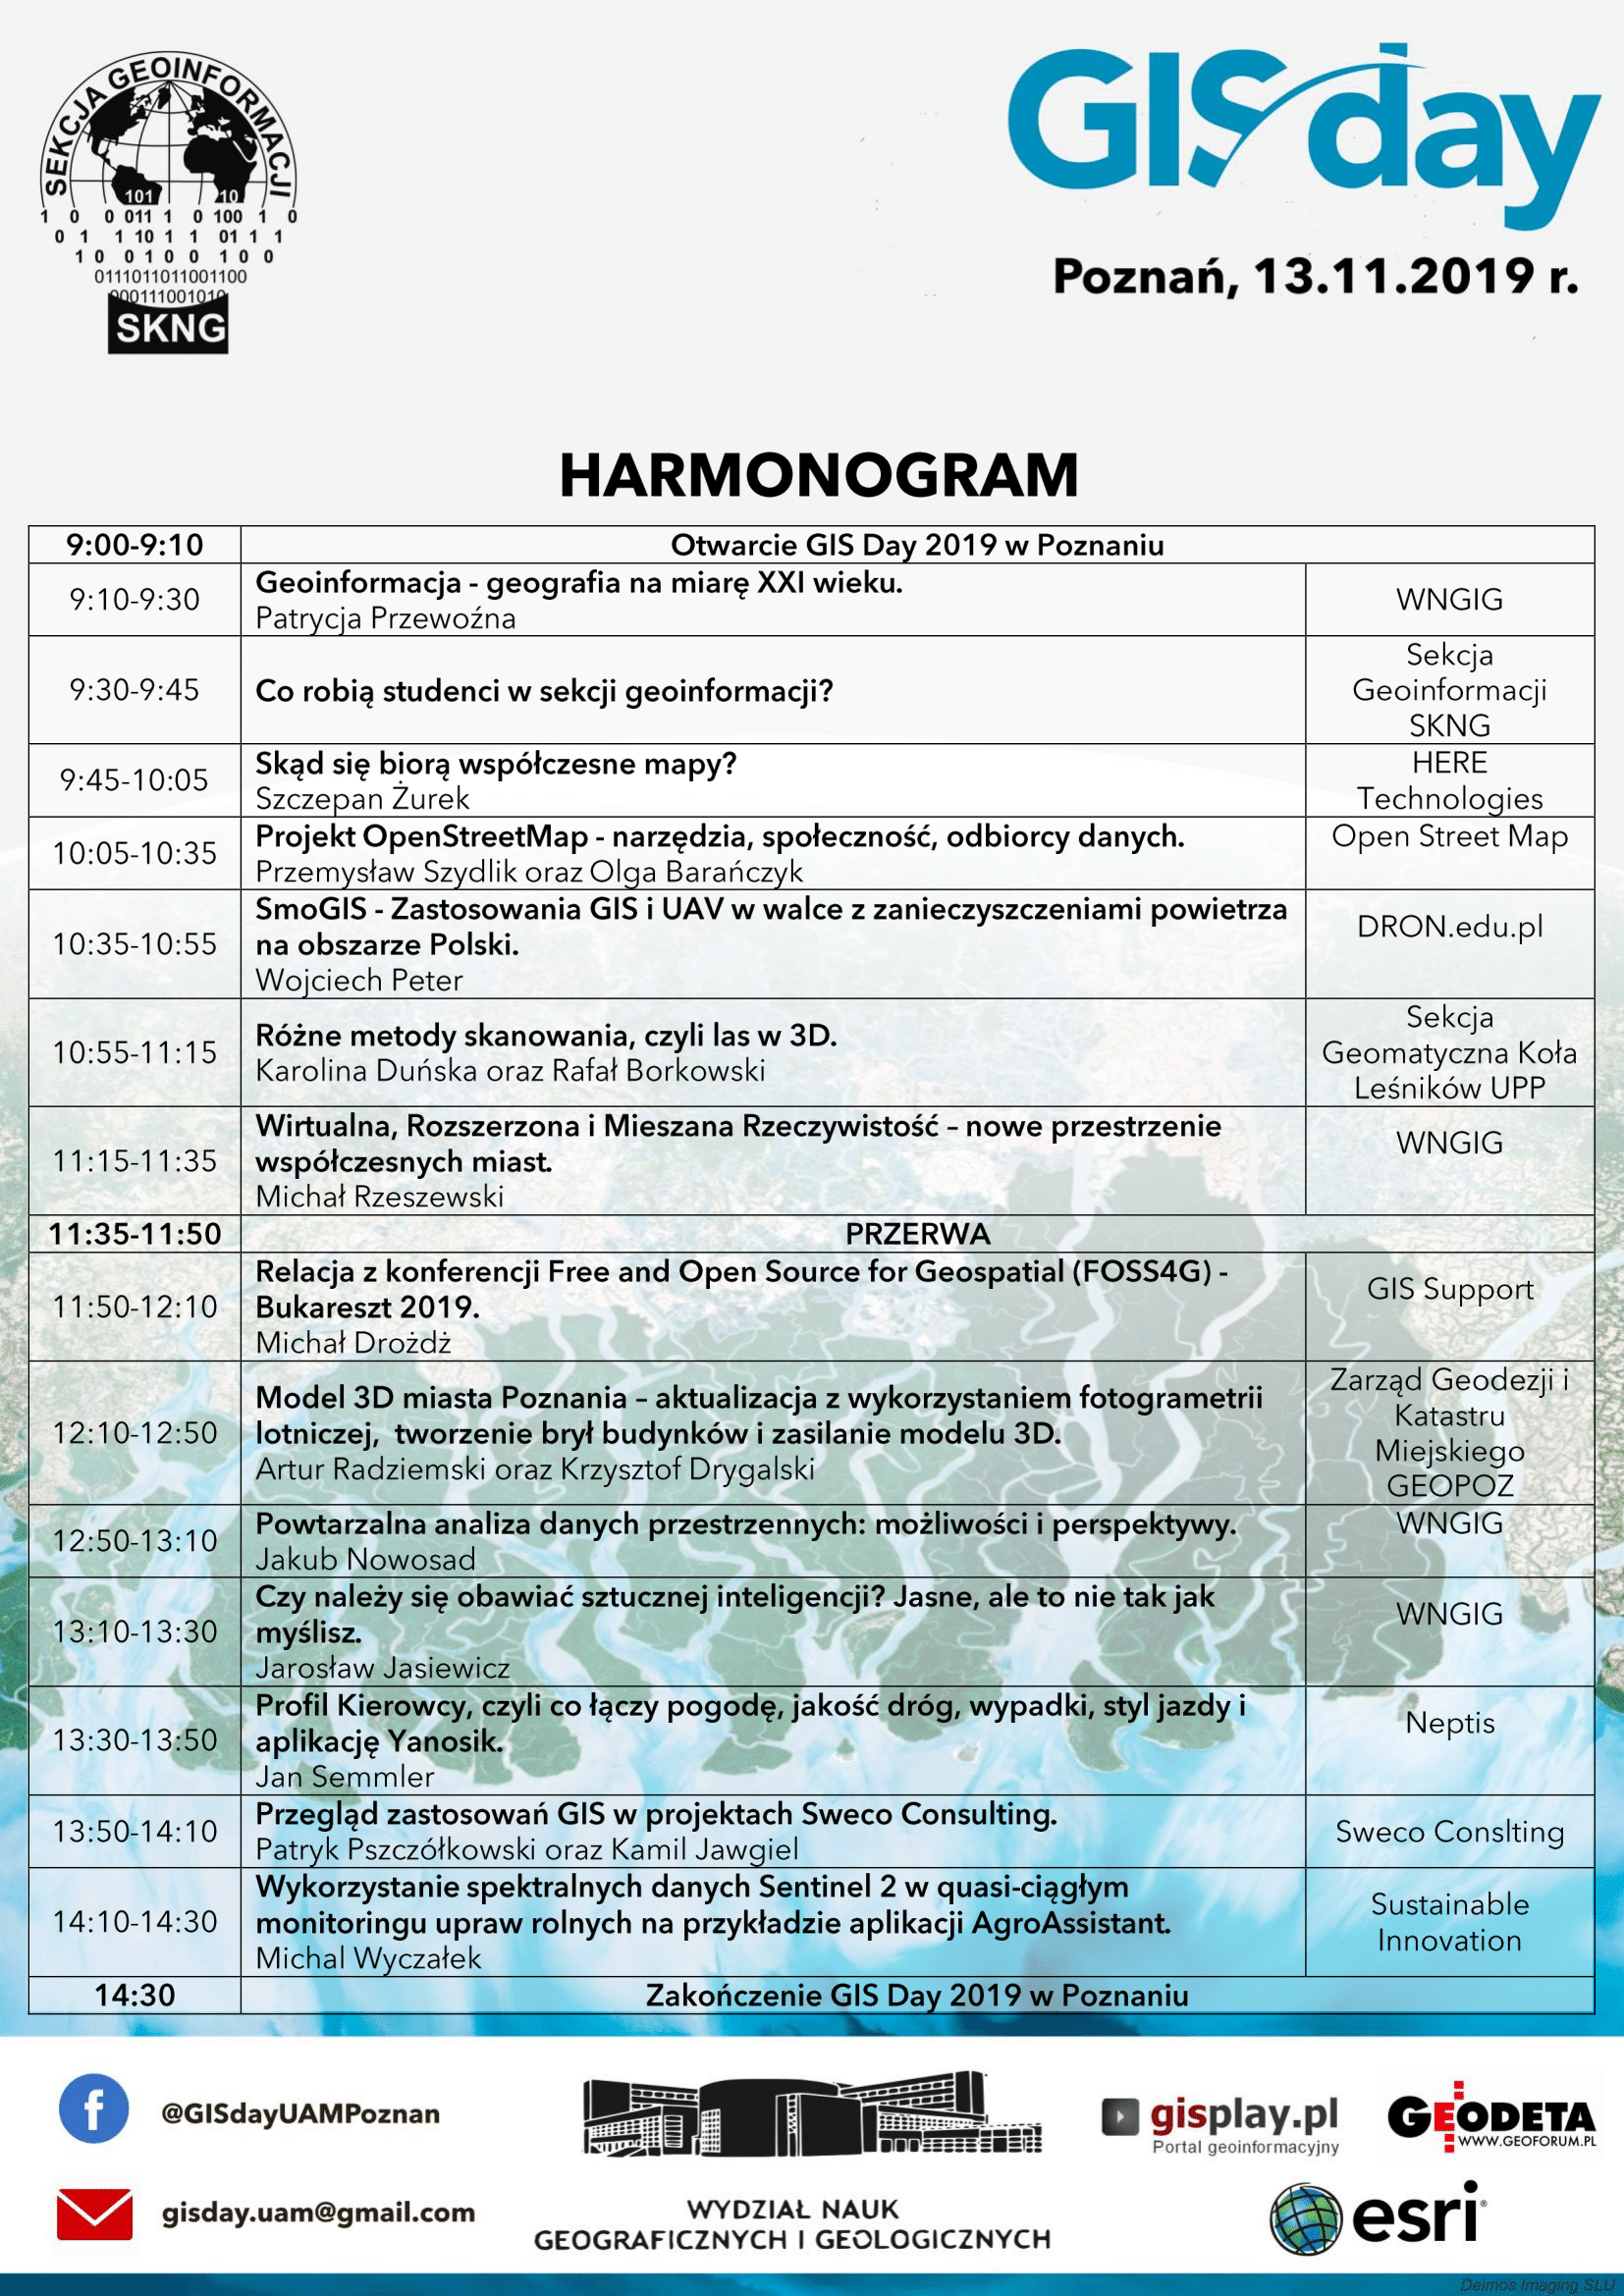 SEKCJA GEOINFORMACJI
101 10
1 0 0 011 1 0 100 1 0
0 1 1 10 1 1 01 1 1
1 0 0 1 0 0 1 0 0
0111011011001100
000111001010
SKNG
GIS day
Poznań, 13.11.2019 r.
HARMONOGRAM
9:00-9:10 Otwarcie GIS Day 2019 w Poznaniu
9:10-9:30
Geoinformacja - geografia na miarę XXI wieku.
Patrycja Przewoźna
WNGIG
9:30-9:45
Co robią studenci w sekcji geoinformacji?
Sekcja
Geoinformacji
SKNG
9:45-10:05
Skąd się biorą współczesne mapy?
Szczepan Żurek
HERE
Technologies
10:05-10:35
Projekt OpenStreetMap - narzędzia, społeczność, odbiorcy danych.
Przemysław Szydlik oraz Olga Barańczyk
Open Street Map
10:35-10:55
SmoGIS - Zastosowania GIS i UAV w walce z zanieczyszczeniami powietrza
na obszarze Polski.
Wojciech Peter
DRON.edu.pl
10:55-11:15
Różne metody skanowania, czyli las w 3D.
Karolina Duńska oraz Rafał Borkowski
Sekcja
Geomatyczna Koła
Leśników UPP
11:15-11:35
Wirtualna, Rozszerzona i Mieszana Rzeczywistość – nowe przestrzenie
współczesnych miast.
Michał Rzeszewski
WNGIG
11:35-11:50 PRZERWA
11:50-12:10
Relacja z konferencji Free and Open Source for Geospatial (FOSS4G) -
Bukareszt 2019.
Michał Drożdż
GIS Support
12:10-12:50
Model 3D miasta Poznania – aktualizacja z wykorzystaniem fotogrametrii
lotniczej, tworzenie brył budynków i zasilanie modelu 3D.
Artur Radziemski oraz Krzysztof Drygalski
Zarząd Geodezji i
Katastru
Miejskiego
GEOPOZ
12:50-13:10
Powtarzalna analiza danych przestrzennych: możliwości i perspektywy.
Jakub Nowosad
WNGIG
13:10-13:30
Czy należy się obawiać sztucznej inteligencji? Jasne, ale to nie tak jak
myślisz.
Jarosław Jasiewicz
WNGIG
13:30-13:50
Profil Kierowcy, czyli co łączy pogodę, jakość dróg, wypadki, styl jazdy i
aplikację Yanosik.
Jan Semmler
Neptis
13:50-14:10
Przegląd zastosowań GIS w projektach Sweco Consulting.
Patryk Pszczółkowski oraz Kamil Jawgiel
Sweco Conslting
14:10-14:30
Wykorzystanie spektralnych danych Sentinel 2 w quasi-ciągłym
monitoringu upraw rolnych na przykładzie aplikacji AgroAssistant.
Michal Wyczałek
Sustainable
Innovation
14:30 Zakończenie GIS Day 2019 w Poznaniu
@GISdayUAMPoznan
gisday.uam@gmail.com
WYDZIAŁ NAUK
GEOGRAFICZNYCH I GEOLOGICZNYCH
gisplay.pl
Portal geoinformacyjny
GEODETA
WWW.GEOFORUM.PL
esri
Deimos Imaging SLU